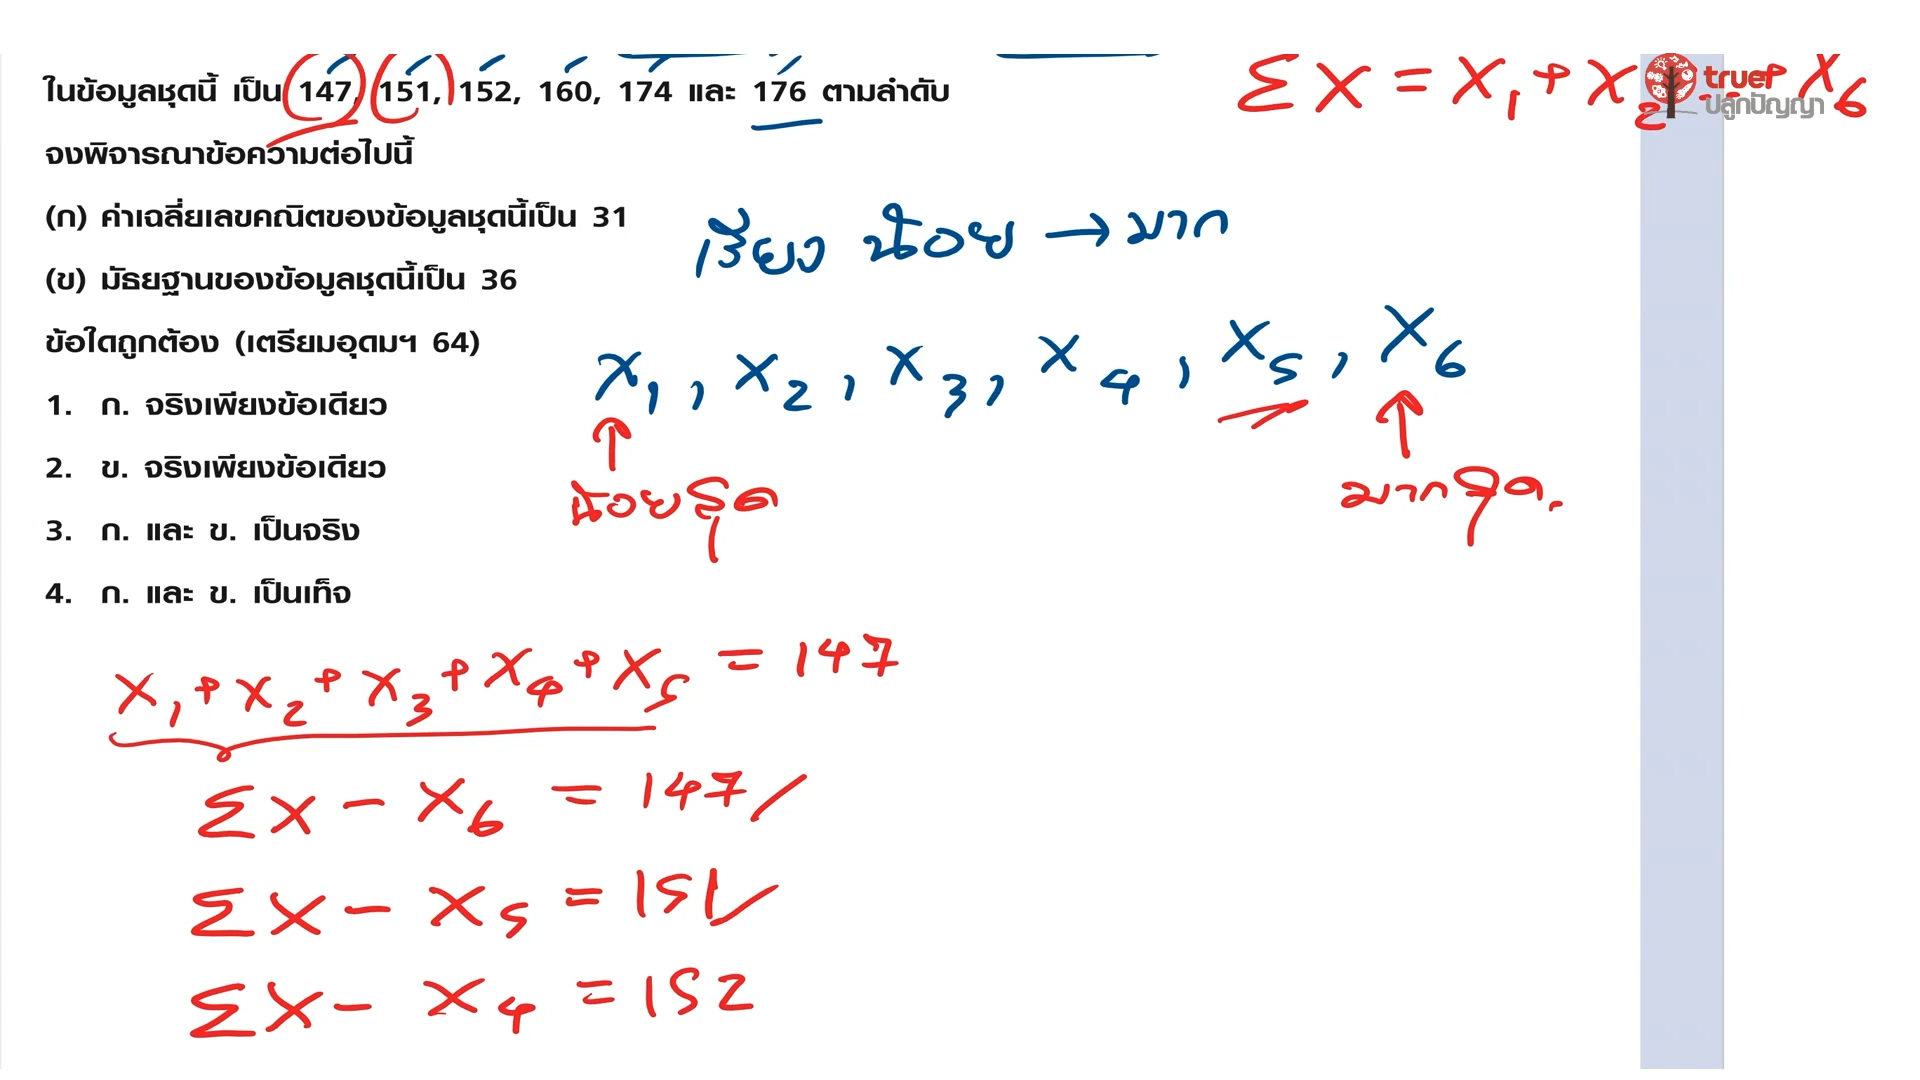 ในข้อมูลชุดนี้ เป็น 147, 151, 152, 160, 174 และ 176 ตามลำดับ
จงพิจารณาข้อความต่อไปนี้
(ก) ค่าเฉลี่ยเลขคณิตของข้อมูลชุดนี้เป็น 31
(ข) มัธยฐานของข้อมูลชุดนี้เป็น 36
ข้อใดถูกต้อง (เตรียมอุดมฯ 64)
1. ก. จริงเพียงข้อเดียว
2. ข. จริงเพียงข้อเดียว
3. ก. และ ข. เป็นจริง
4. ก. และ ข. เป็นเท็จ
Σx = x₁ + x₂ + x₆
true
ปลูกปัญญา
เรียง น้อย → มาก
x₁, x₂, x₃, x₄, x₅, x₆
น้อยสุด
มากสุด
x₁ + x₂ + x₃ + x₄ + x₅ = 147
Σx - x₆ = 147
Σx - x₅ = 151
Σx - x₄ = 152